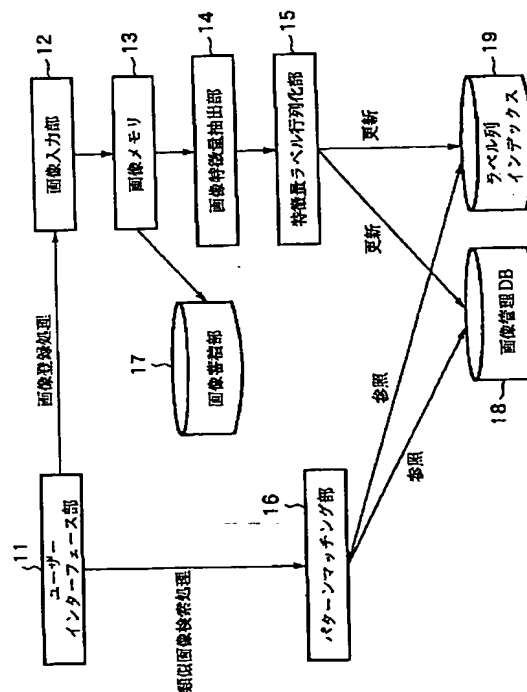 11
ユーザー
インターフェース部
画像登録処理
12
画像入力部
13
画像メモリ
14
画像特徴量抽出部
15
特徴量ラベル行列化部
17
画像蓄積部
類似画像検索処理
16
パターンマッチング部
参照
参照
更新
更新
18
画像管理DB
19
ラベル列
インデックス